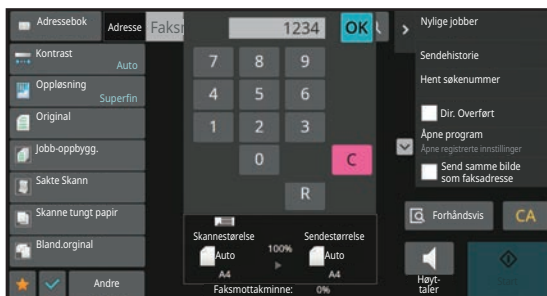 Adressebok
Adresse
Faks
1234
OK
Nylige jobber
Kontrast
Auto
Oppløsning
Superfin
Original
Jobb-oppbygg.
Sakte Skann
Skanne tungt papir
Bland.orginal
Andre
7 8 9
4 5 6
1 2 3
0 C
R
Skannestørelse
Auto
A4
100%
Sendestørrelse
Auto
A4
Faksmottakminne: 0%
Sendehistorie
Hent søkenummer
Dir. Overført
Åpne program
Åpne registrerte innstillinger
Send samme bilde
som faksadresse
Forhåndsvis
CA
Høyt-
taler